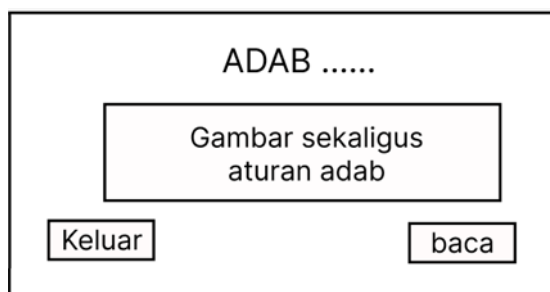 ADAB ......
Gambar sekaligus
aturan adab
Keluar
baca